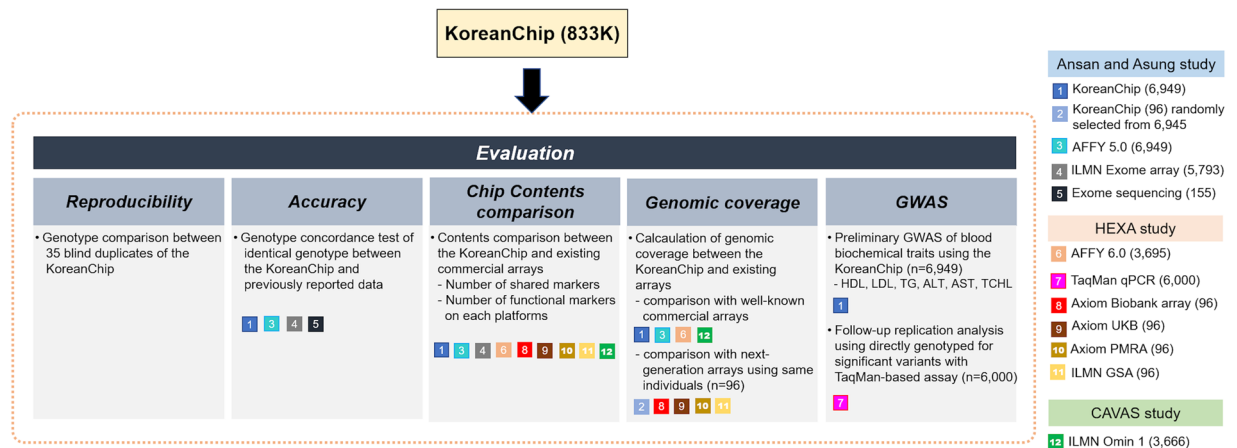 KoreanChip (833K)
Evaluation
Reproducibility
• Genotype comparison between
35 blind duplicates of the
KoreanChip
Accuracy
• Genotype concordance test of
identical genotype between
the KoreanChip and
previously reported data
1 3 4 5
Chip Contents
comparison
• Contents comparison between
the KoreanChip and existing
commercial arrays
- Number of shared markers
- Number of functional markers
on each platforms
1 3 4 6 8 9 10 11 12
Genomic coverage
• Calcaulation of genomic
coverage between the
KoreanChip and existing
arrays
- comparison with well-known
commercial arrays
1 3 6 12
- comparison with next-
generation arrays using same
individuals (n=96)
2 8 9 10 11
GWAS
• Preliminary GWAS of blood
biochemical traits using the
KoreanChip (n=6,949)
- HDL, LDL, TG, ALT, AST, TCHL
1
• Follow-up replication analysis
using directly genotyped for
significant variants with
TaqMan-based assay (n=6,000)
7
Ansan and Asung study
1 KoreanChip (6,949)
2 KoreanChip (96) randomly
selected from 6,945
3 AFFY 5.0 (6,949)
4 ILMN Exome array (5,793)
5 Exome sequencing (155)
HEXA study
6 AFFY 6.0 (3,695)
7 TaqMan qPCR (6,000)
8 Axiom Biobank array (96)
9 Axiom UKB (96)
10 Axiom PMRA (96)
11 ILMN GSA (96)
CAVAS study
12 ILMN Omin 1 (3,666)